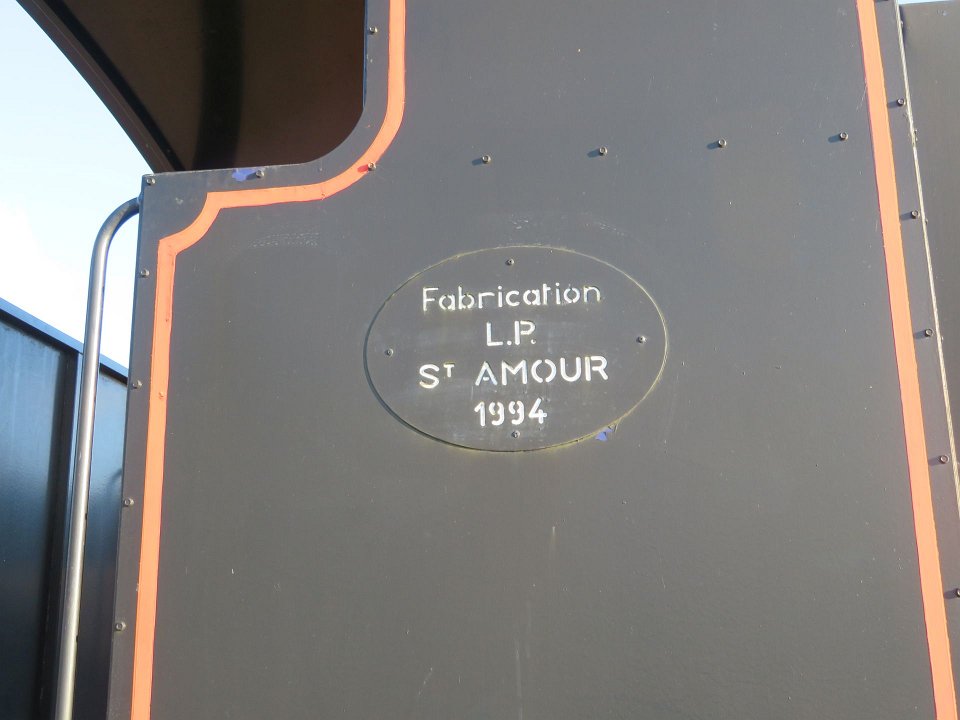 Fabrication
L.P.
ST AMOUR
1994